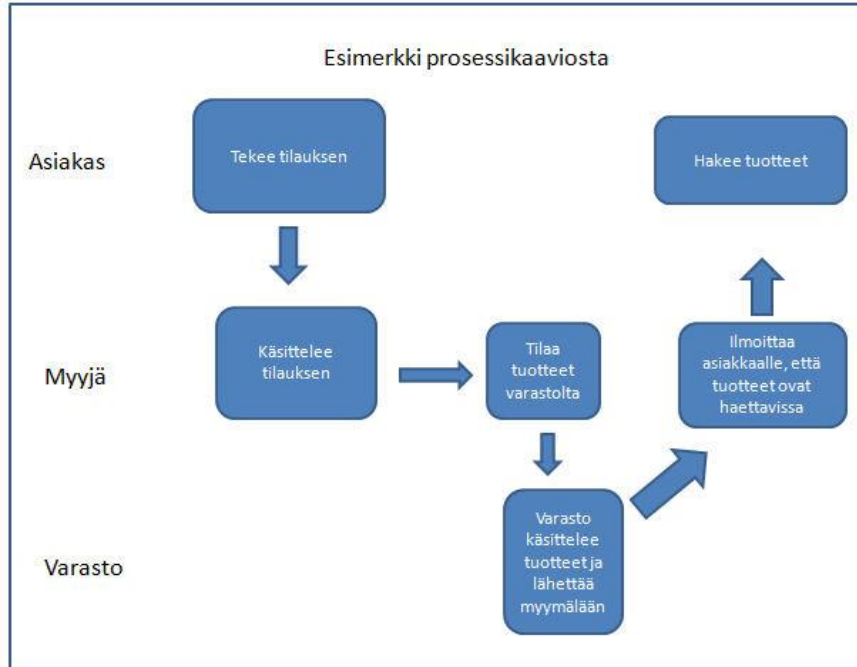 Esimerkki prosessikaaviosta
Asiakas
Tekee tilauksen
Hakee tuotteet
Myyjä
Käsittelee
tilauksen
Tilaa
tuotteet
varastolta
Ilmoittaa
asiakkaalle, että
tuotteet ovat
haettavissa
Varasto
Varasto
käsittelee
tuotteet ja
lähettää
myymälään